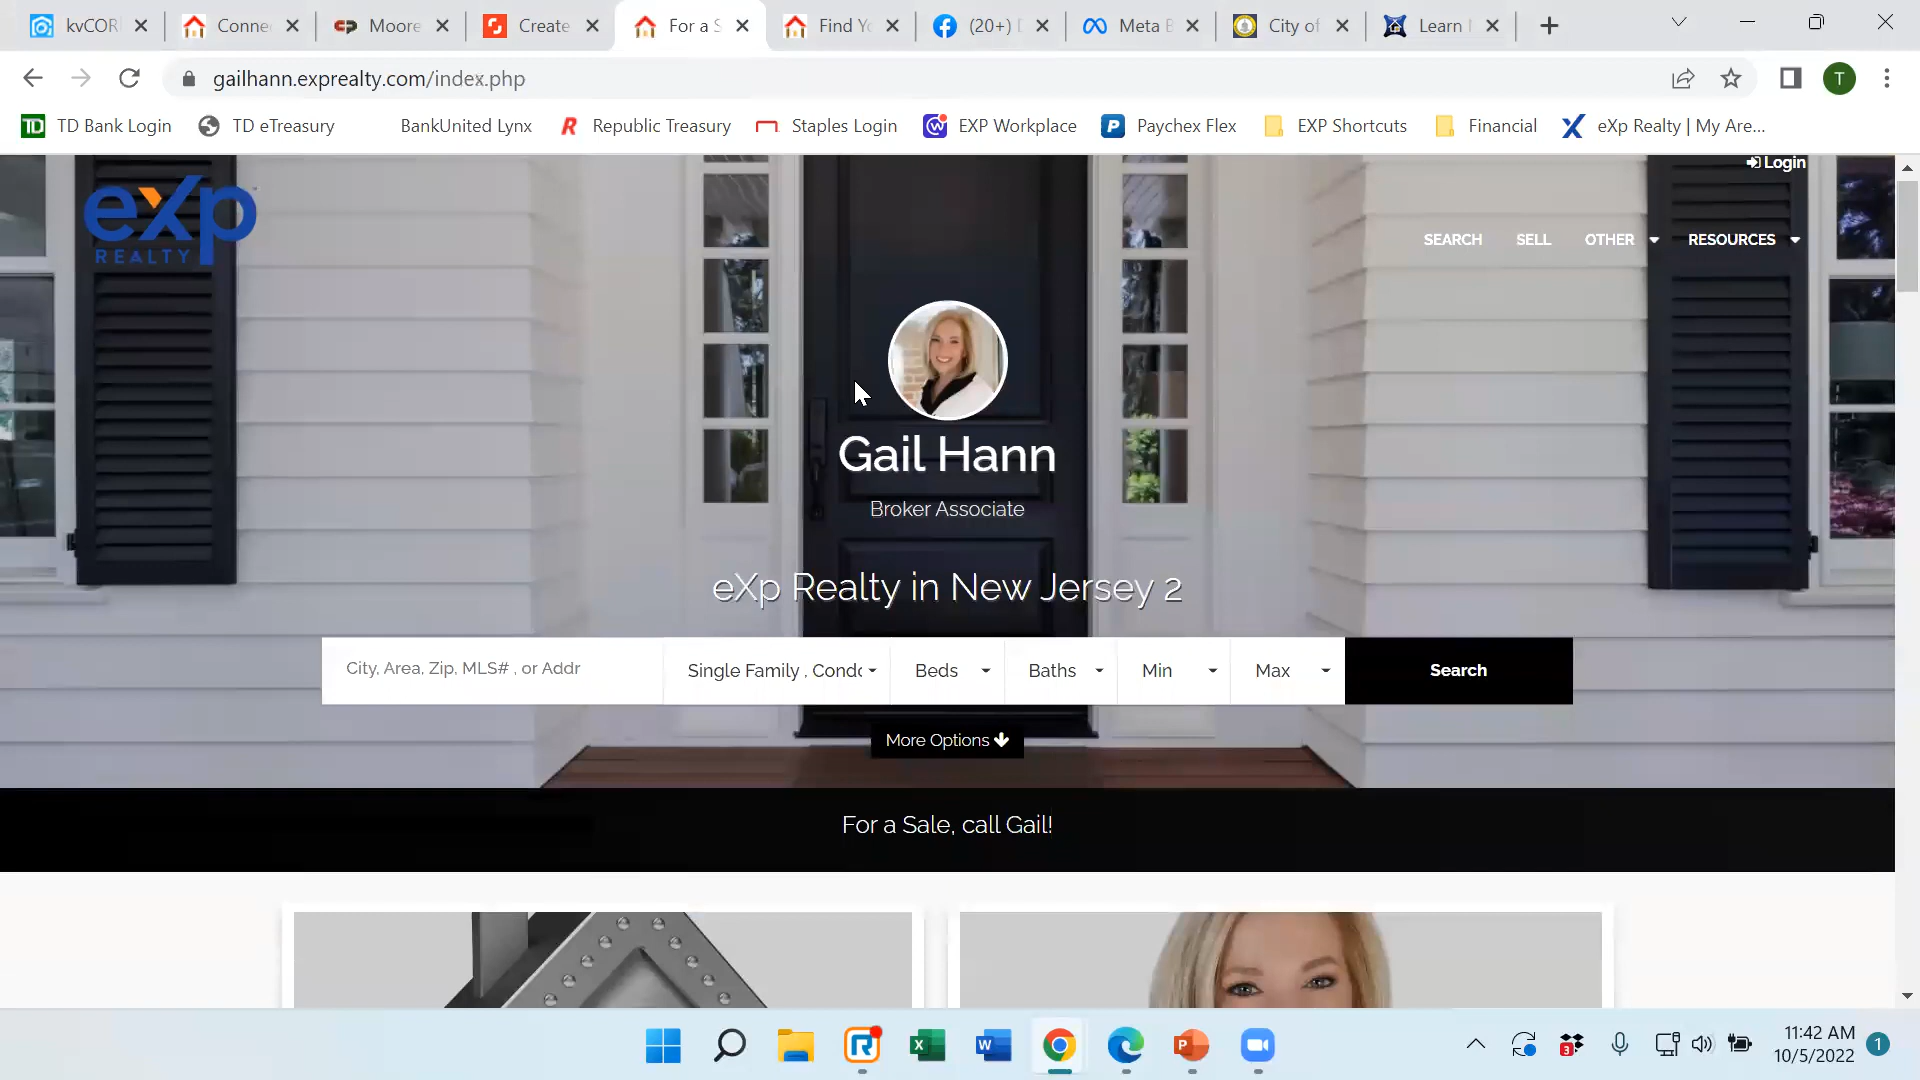 kvCOR
Conne
Moore
Create
For a S
Find Yo
(20+)
Meta B
City of
Learn
gailhann.exprealty.com/index.php
T
TD TD Bank Login
TD eTreasury
BankUnited Lynx
R Republic Treasury
Staples Login
EXP Workplace
Paychex Flex
EXP Shortcuts
Financial
eXp Realty | My Are...
Login
eXp
REALTY
SEARCH
SELL
OTHER
RESOURCES
Gail Hann
Broker Associate
eXp Realty in New Jersey 2
City, Area, Zip, MLS# , or Addr
Single Family , Condo
Beds
Baths
Min
Max
Search
More Options
For a Sale, call Gail!
11:42 AM
10/5/2022
1
3